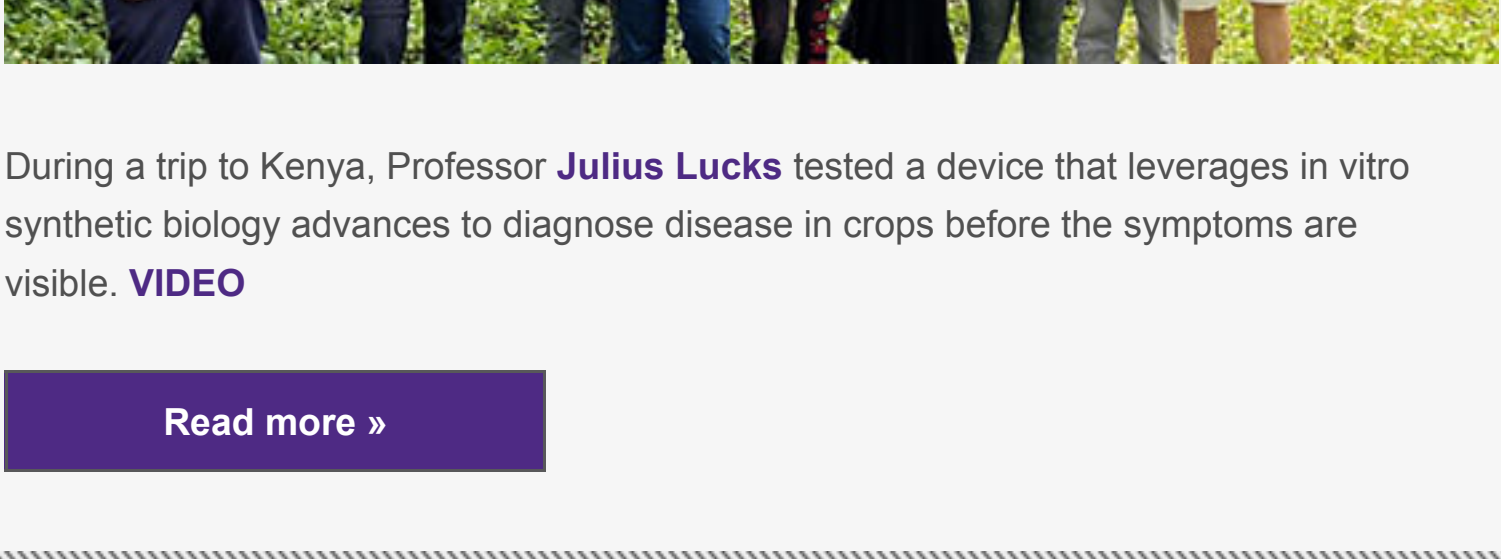 During a trip to Kenya, Professor Julius Lucks tested a device that leverages in vitro
synthetic biology advances to diagnose disease in crops before the symptoms are
visible. VIDEO
Read more »